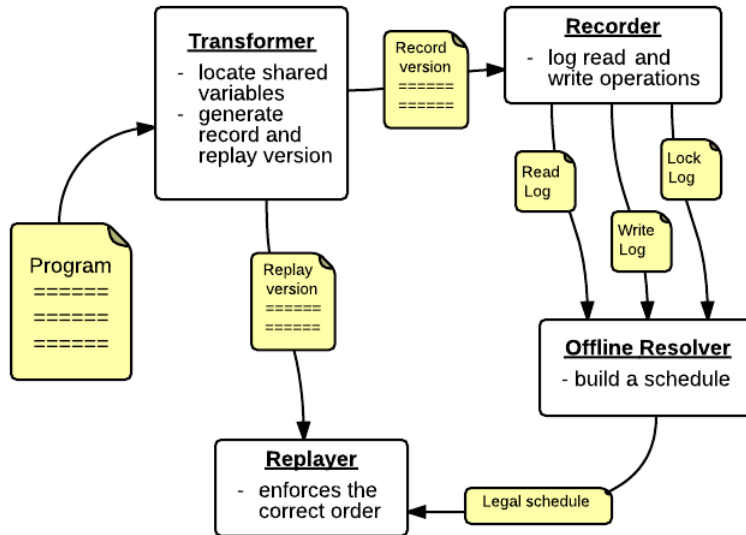 Transformer
- locate shared
variables
- generate
record and
replay version
Record
version
======
======
Recorder
- log read and
write operations
Read
Log
Write
Log
Lock
Log
Program
======
======
======
Replay
version
======
======
Offline Resolver
- build a schedule
Replayer
- enforces the
correct order
Legal schedule